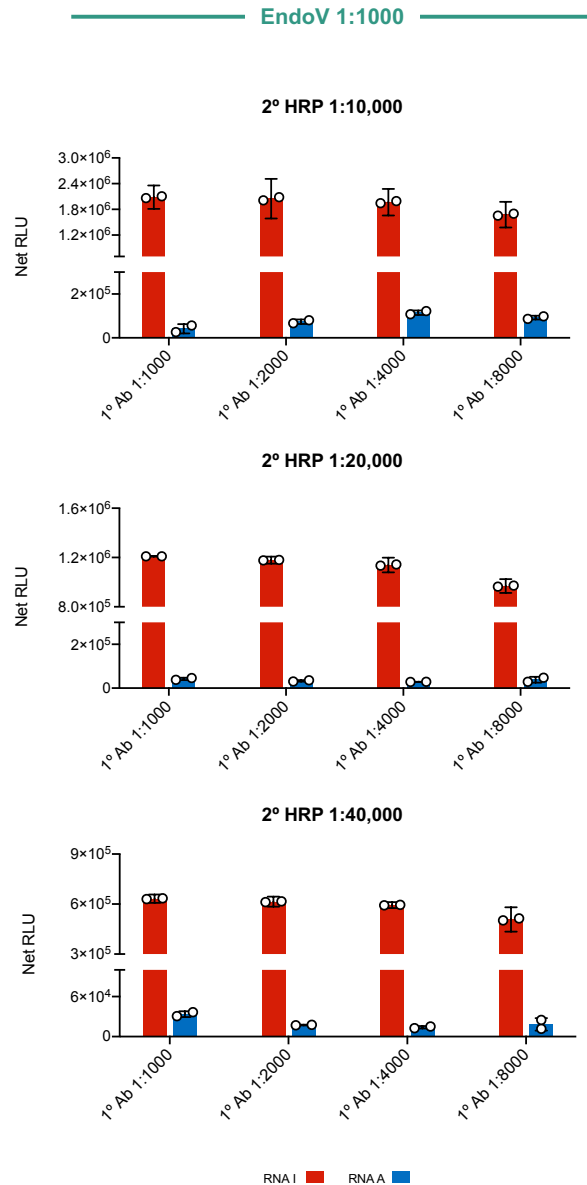 EndoV 1:1000
2º HRP 1:10,000
Net RLU
3.0×10⁶
2.4×10⁶
1.8×10⁶
1.2×10⁶
2×10⁵
0
1º Ab 1:1000
1º Ab 1:2000
1º Ab 1:4000
1º Ab 1:8000
2º HRP 1:20,000
Net RLU
1.6×10⁶
1.2×10⁶
8.0×10⁵
2×10⁵
0
1º Ab 1:1000
1º Ab 1:2000
1º Ab 1:4000
1º Ab 1:8000
2º HRP 1:40,000
Net RLU
9×10⁵
6×10⁵
3×10⁵
6×10⁴
0
1º Ab 1:1000
1º Ab 1:2000
1º Ab 1:4000
1º Ab 1:8000
RNA I
RNA A